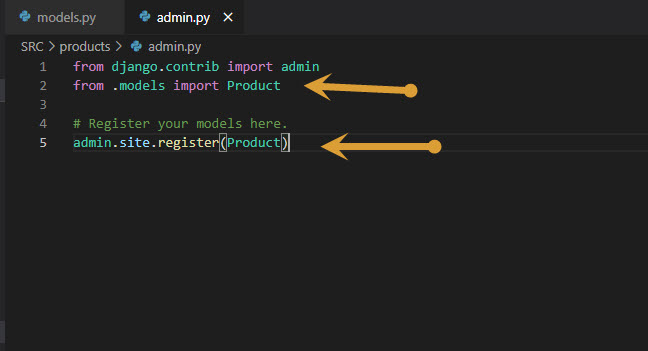 models.py admin.py ×
SRC > products > admin.py
1 from django.contrib import admin
2 from .models import Product
3
4 # Register your models here.
5 admin.site.register(Product)